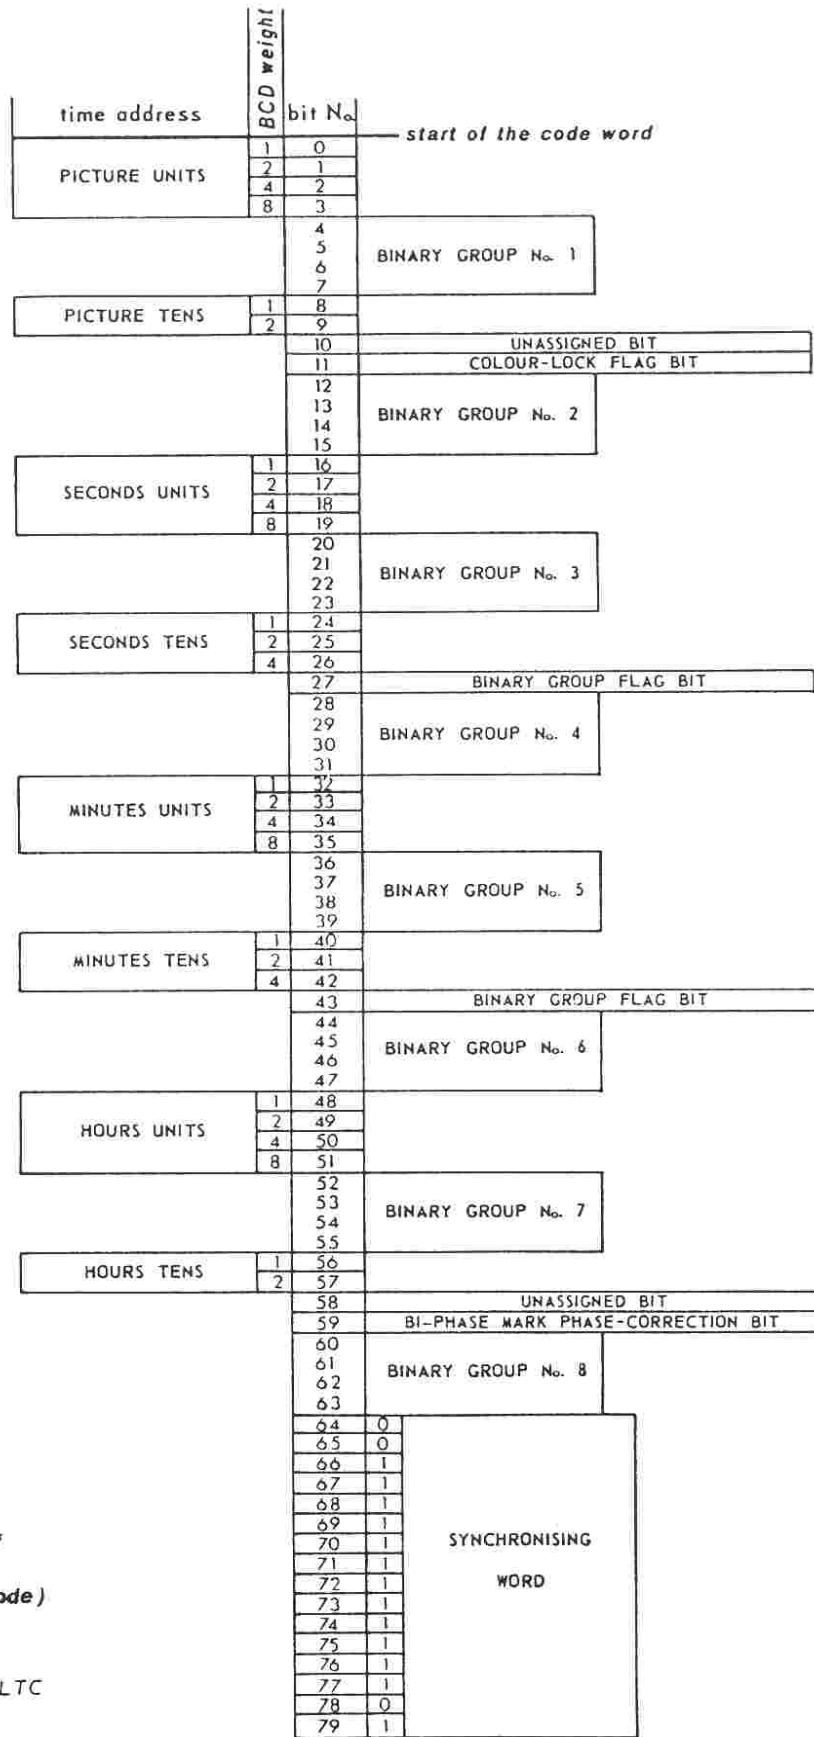 BCD weight
time address bit No.
start of the code word
PICTURE UNITS
1 0
2 1
4 2
8 3
4
5
6
7
BINARY GROUP No. 1
PICTURE TENS
1 8
2 9
10 UNASSIGNED BIT
11 COLOUR-LOCK FLAG BIT
12
13
14
15
BINARY GROUP No. 2
SECONDS UNITS
1 16
2 17
4 18
8 19
20
21
22
23
BINARY GROUP No. 3
SECONDS TENS
1 24
2 25
4 26
27 BINARY GROUP FLAG BIT
28
29
30
31
BINARY GROUP No. 4
MINUTES UNITS
1 32
2 33
4 34
8 35
36
37
38
39
BINARY GROUP No. 5
MINUTES TENS
1 40
2 41
4 42
43 BINARY GROUP FLAG BIT
44
45
46
47
BINARY GROUP No. 6
HOURS UNITS
1 48
2 49
4 50
8 51
52
53
54
55
BINARY GROUP No. 7
HOURS TENS
1 56
2 57
58 UNASSIGNED BIT
59 BI-PHASE MARK PHASE-CORRECTION BIT
60
61
62
63
BINARY GROUP No. 8
64 0
65 0
66 1
67 1
68 1
69 1
70 1
71 1
72 1
73 1
74 1
75 1
76 1
77 1
78 0
79 1
SYNCHRONISING
WORD
ode)
LTC